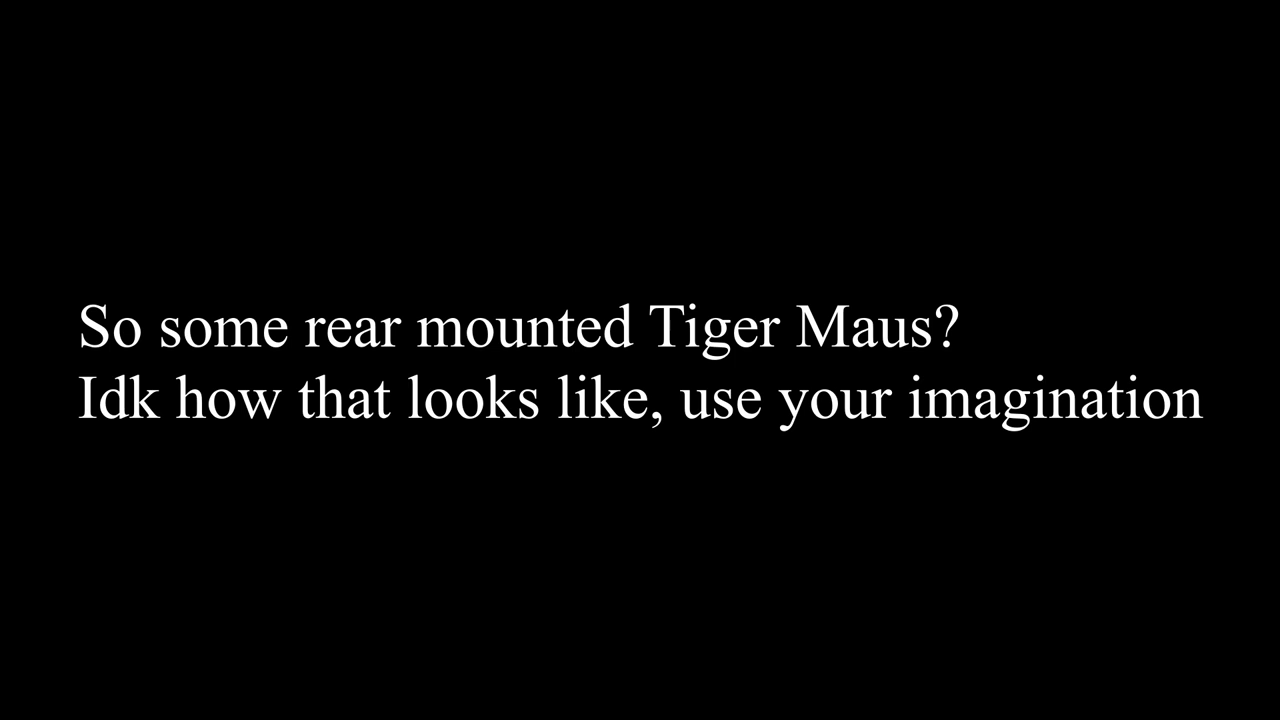 So some rear mounted Tiger Maus?
Idk how that looks like, use your imagination